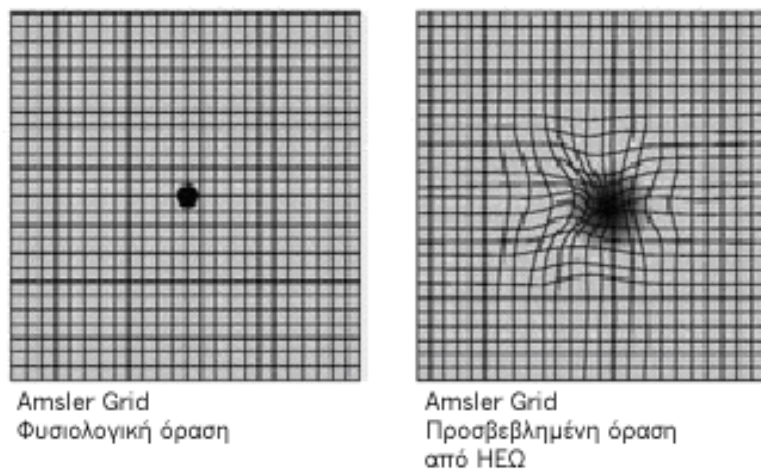 Amsler Grid
Φυσιολογική όραση
Amsler Grid
Προσβεβλημένη όραση
από ΗΕΩ